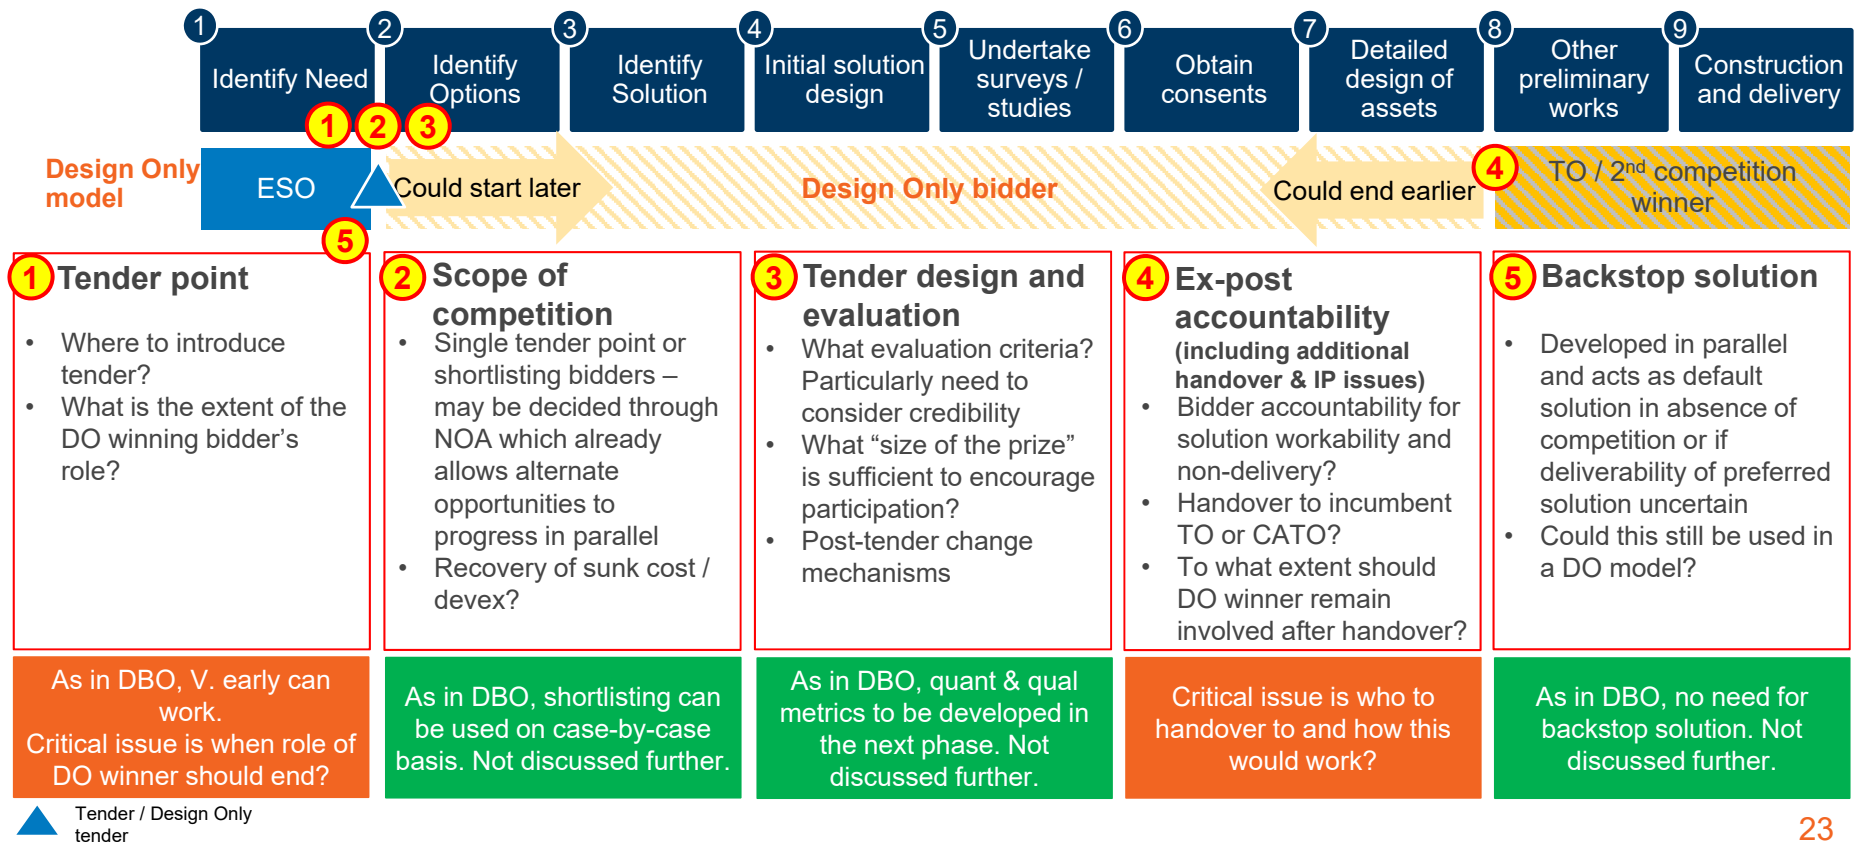 1
2
3
4
5
6
7
8
9
Identify Need
Identify
Options
Identify
Solution
Initial solution
design
Undertake
surveys /
studies
Obtain
consents
Detailed
design of
assets
Other
preliminary
works
Construction
and delivery
1
2
3
Design Only
model
ESO
Could start later
Design Only bidder
Could end earlier
4
TO / 2nd competition
winner
5
1 Tender point
• Where to introduce
tender?
• What is the extent of the
DO winning bidder's
role?
2 Scope of
competition
• Single tender point or
shortlisting bidders –
may be decided through
NOA which already
allows alternate
opportunities to
progress in parallel
• Recovery of sunk cost /
devex?
3 Tender design and
evaluation
• What evaluation criteria?
Particularly need to
consider credibility
• What “size of the prize”
is sufficient to encourage
participation?
• Post-tender change
mechanisms
4 Ex-post
accountability
(including additional
handover & IP issues)
• Bidder accountability for
solution workability and
non-delivery?
• Handover to incumbent
TO or CATO?
• To what extent should
DO winner remain
involved after handover?
5 Backstop solution
• Developed in parallel
and acts as default
solution in absence of
competition or if
deliverability of preferred
solution uncertain
• Could this still be used in
a DO model?
As in DBO, V. early can
work.
Critical issue is when role of
DO winner should end?
As in DBO, shortlisting can
be used on case-by-case
basis. Not discussed further.
As in DBO, quant & qual
metrics to be developed in
the next phase. Not
discussed further.
Critical issue is who to
handover to and how this
would work?
As in DBO, no need for
backstop solution. Not
discussed further.
Tender / Design Only
tender
23